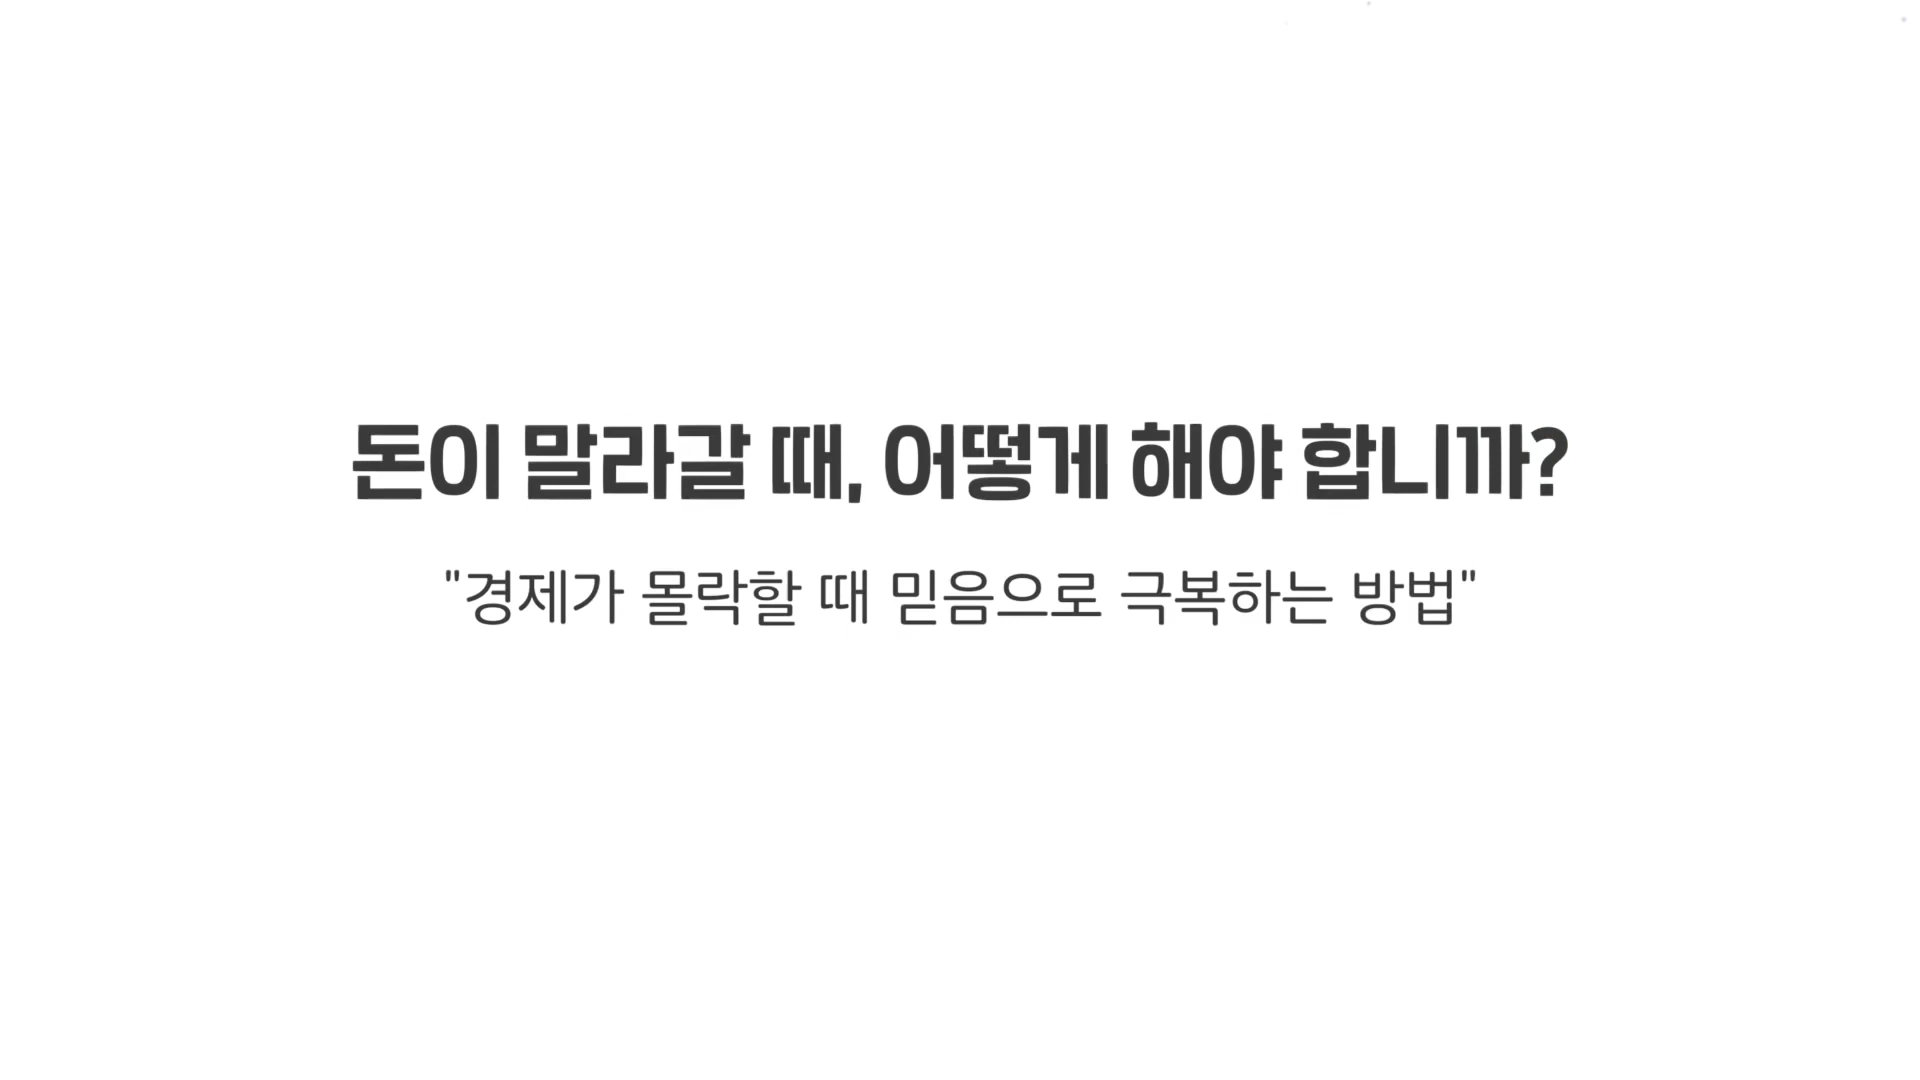 돈이 말라갈 때, 어떻게 해야 합니까?
"경제가 몰락할 때 믿음으로 극복하는 방법"